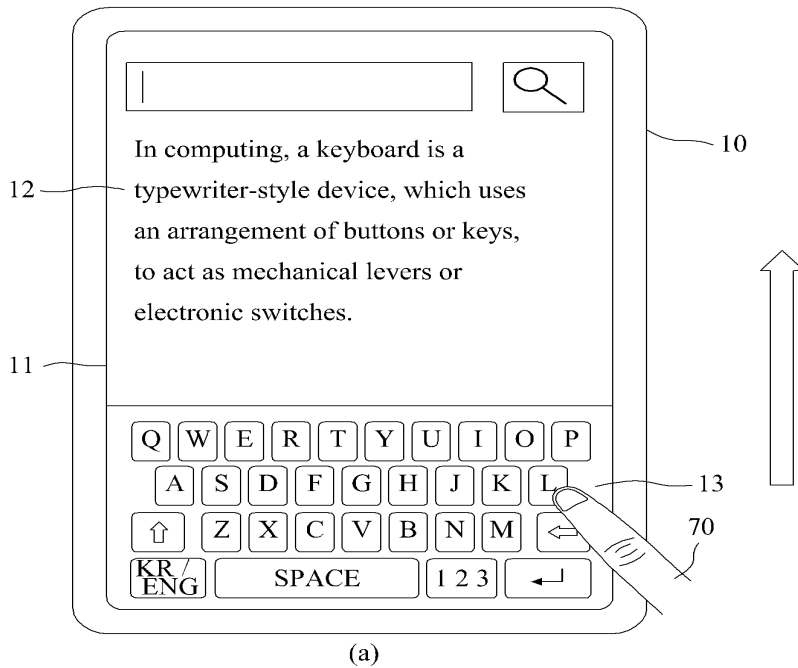 10
In computing, a keyboard is a
12
typewriter-style device, which uses
an arrangement of buttons or keys,
to act as mechanical levers or
electronic switches.
11
Q W E R T Y U I O P
A S D F G H J K L
13
Z X C V B N M
70
KR / ENG SPACE 1 2 3
(a)